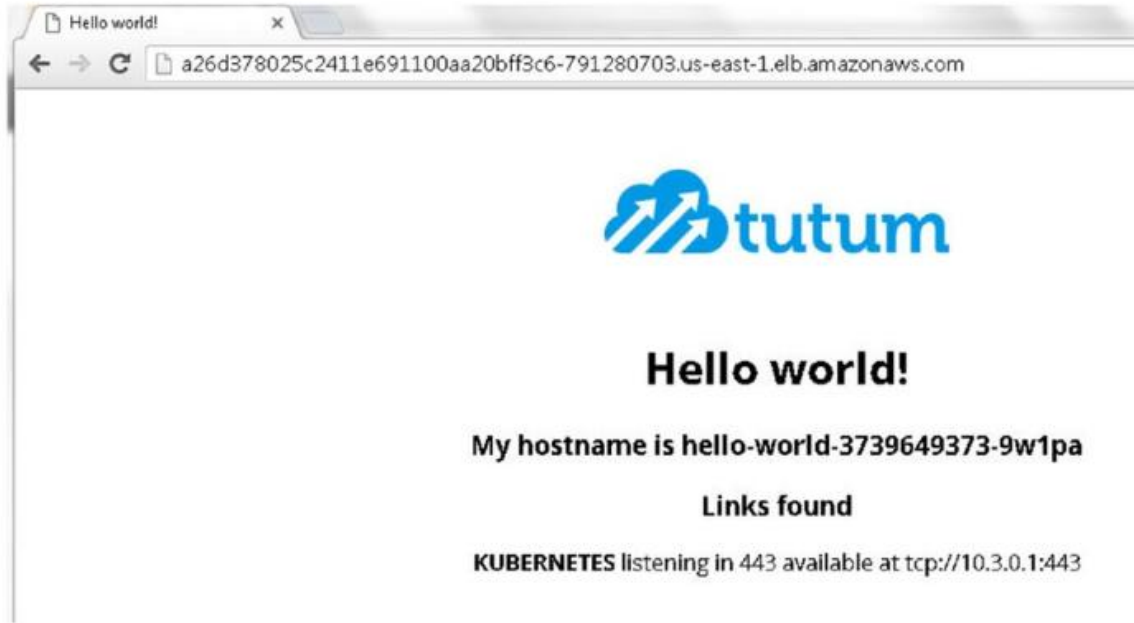 Hello world!
a26d378025c2411e691100aa20bff3c6-791280703.us-east-1.elb.amazonaws.com
tutum
Hello world!
My hostname is hello-world-3739649373-9w1pa
Links found
KUBERNETES listening in 443 available at tcp://10.3.0.1:443